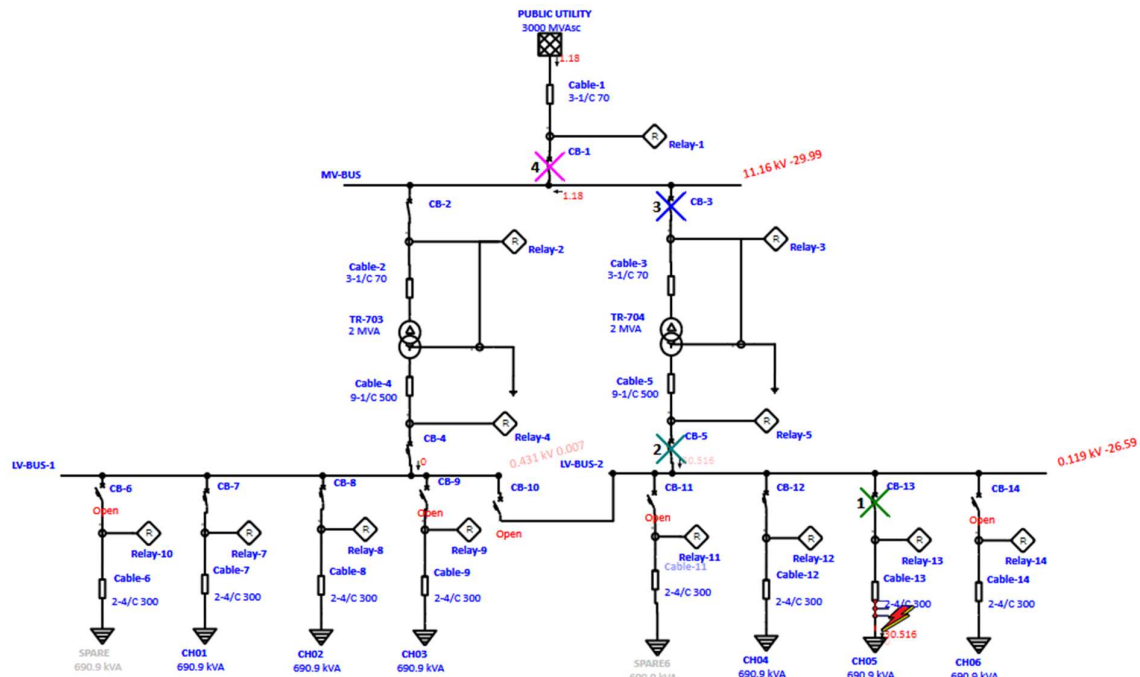 PUBLIC UTILITY
3000 MVAsc
1.18
Cable-1
3-1/C 70
R
Relay-1
CB-1
4
11.16 kV -29.99
MV-BUS
1.18
CB-2
3
CB-3
R
Relay-2
R
Relay-3
Cable-2
3-1/C 70
Cable-3
3-1/C 70
TR-703
2 MVA
TR-704
2 MVA
Cable-4
9-1/C 500
Cable-5
9-1/C 500
R
Relay-4
R
Relay-5
CB-4
CB-5
2
0
0.431 kV 0.007
30.516
0.119 kV -26.59
LV-BUS-1
LV-BUS-2
CB-6
CB-7
CB-8
CB-9
CB-10
CB-11
CB-12
CB-13
CB-14
1
Open
Open
Open
Open
Open
R
Relay-10
R
Relay-7
R
Relay-8
R
Relay-9
R
Relay-11
R
Relay-12
R
Relay-13
R
Relay-14
Cable-6
Cable-7
Cable-8
Cable-9
Cable-11
Cable-12
Cable-13
Cable-14
2-4/C 300
2-4/C 300
2-4/C 300
2-4/C 300
2-4/C 300
2-4/C 300
2-4/C 300
2-4/C 300
30.516
SPARE
690.9 kVA
CH01
690.9 kVA
CH02
690.9 kVA
CH03
690.9 kVA
SPARE6
CH04
690.9 kVA
CH05
690.9 kVA
CH06
690.9 kVA